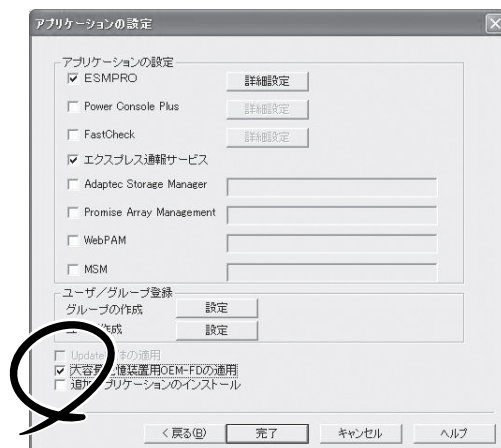 アプリケーションの設定
アプリケーションの設定
ESMPRO 詳細設定
Power Console Plus 詳細設定
FastCheck 詳細設定
エクスプレス通報サービス
Adaptec Storage Manager
Promise Array Management
WebPAM
MSM
ユーザ/グループ登録
グループの作成 設定
作成 設定
Update の適用
大容量記憶装置用OEM-FDの適用
追加アプリケーションのインストール
< 戻る(B) 完了 キャンセル ヘルプ